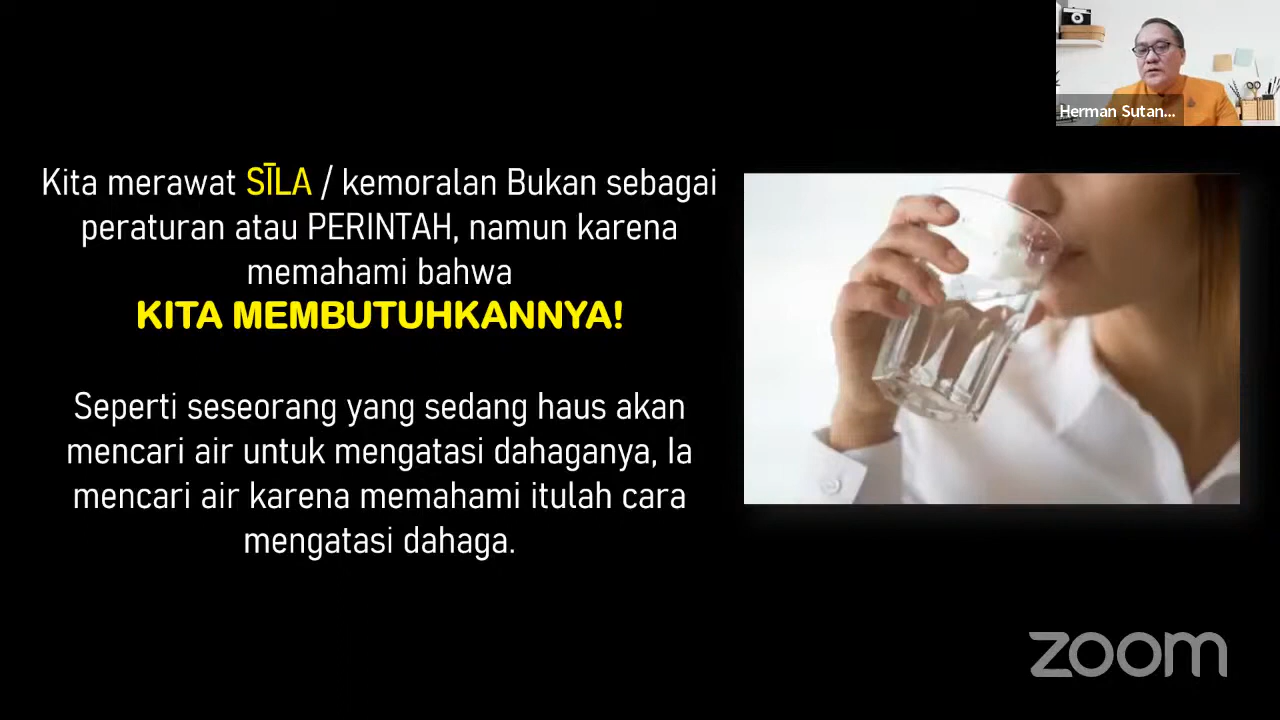 Herman Sutan...
Kita merawat SĪLA / kemoralan Bukan sebagai
peraturan atau PERINTAH, namun karena
memahami bahwa
KITA MEMBUTUHKANNYA!
Seperti seseorang yang sedang haus akan
mencari air untuk mengatasi dahaganya, Ia
mencari air karena memahami itulah cara
mengatasi dahaga.
zoom